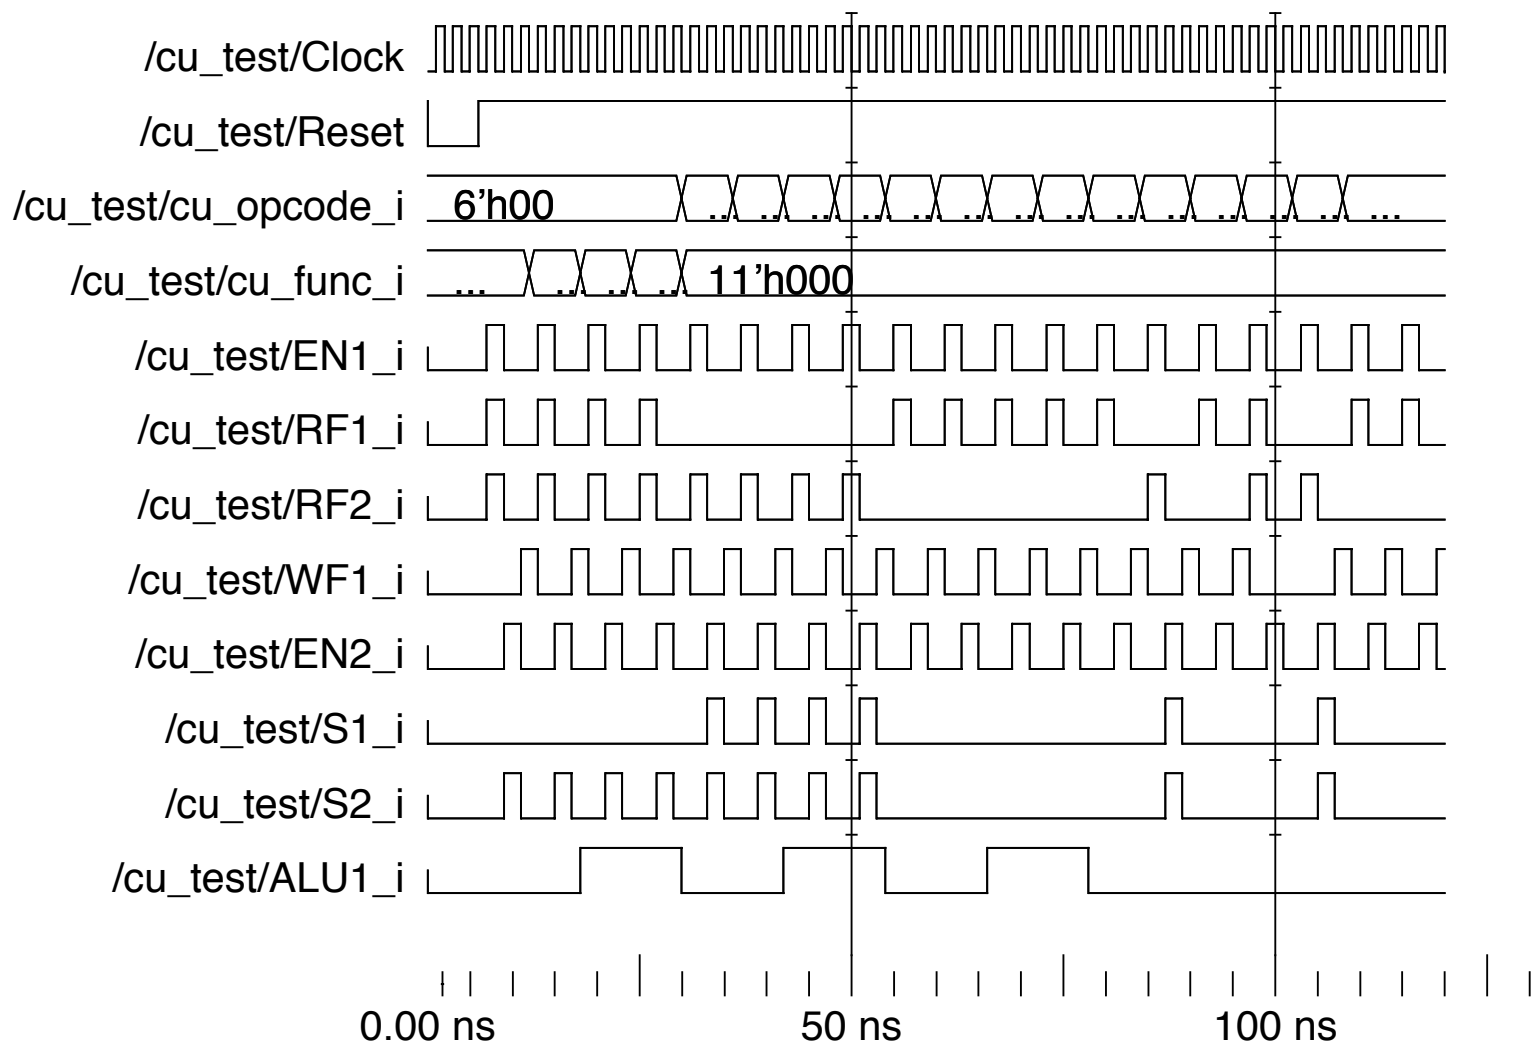 /cu_test/Clock
/cu_test/Reset
/cu_test/cu_opcode_i 6'h00 ... ... ... ... ... ... ... ... ... ... ... ... ... ...
/cu_test/cu_func_i ... ... ... ... 11'h000
/cu_test/EN1_i
/cu_test/RF1_i
/cu_test/RF2_i
/cu_test/WF1_i
/cu_test/EN2_i
/cu_test/S1_i
/cu_test/S2_i
/cu_test/ALU1_i
0.00 ns 50 ns 100 ns